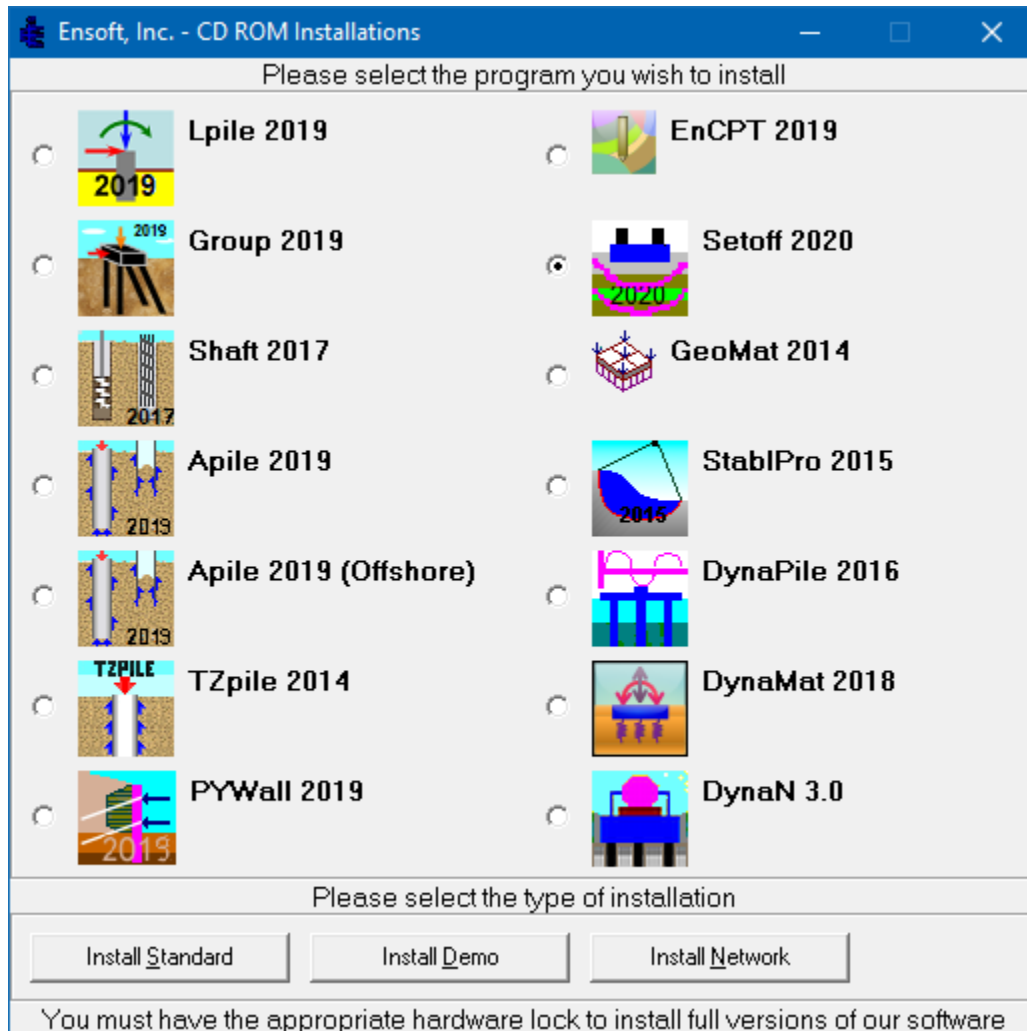 Ensoft, Inc. - CD ROM Installations
Please select the program you wish to install
2019
Lpile 2019
EnCPT 2019
2019
Group 2019
2020
Setoff 2020
2017
Shaft 2017
GeoMat 2014
2019
Apile 2019
2015
StablPro 2015
2019
Apile 2019 (Offshore)
DynaPile 2016
TZPILE
TZpile 2014
DynaMat 2018
2019
PYWall 2019
DynaN 3.0
Please select the type of installation
Install Standard
Install Demo
Install Network
You must have the appropriate hardware lock to install full versions of our software